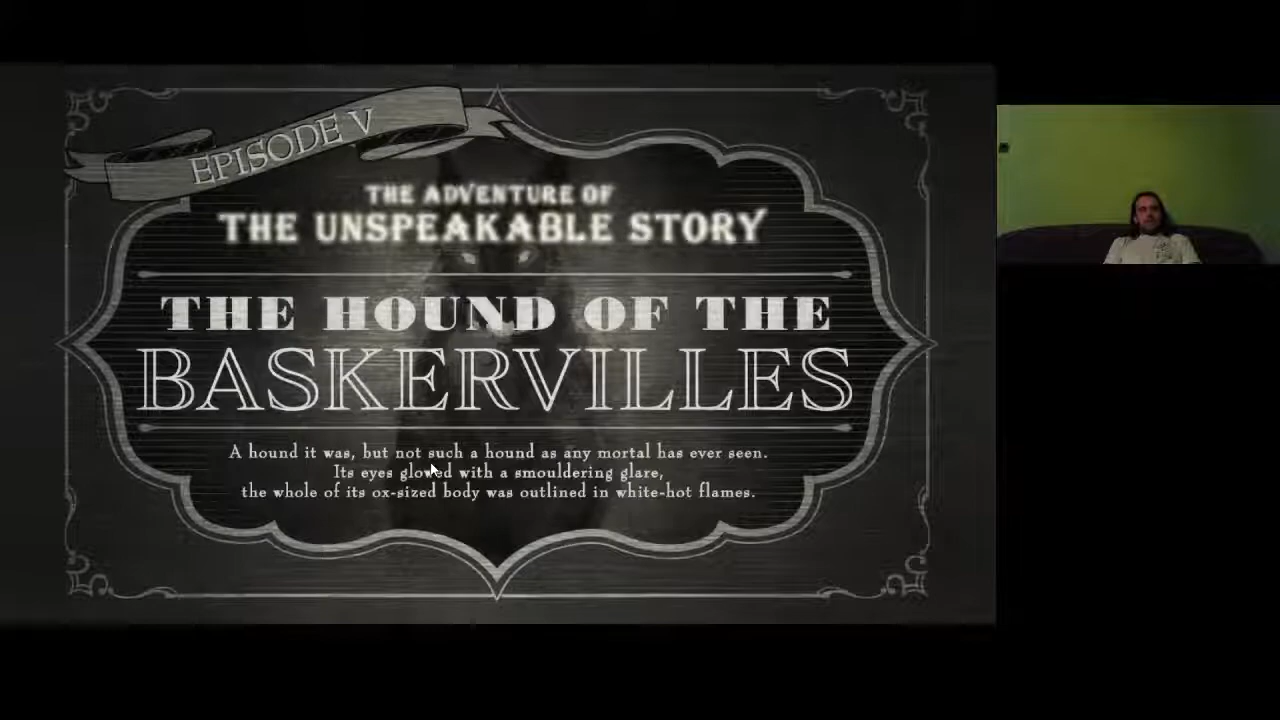 EPISODE V
THE ADVENTURE OF
THE UNSPEAKABLE STORY
THE HOUND OF THE
BASKERVILLES
A hound it was, but not such a hound as any mortal has ever seen.
Its eyes glowed with a smouldering glare,
the whole of its ox-sized body was outlined in white-hot flames.